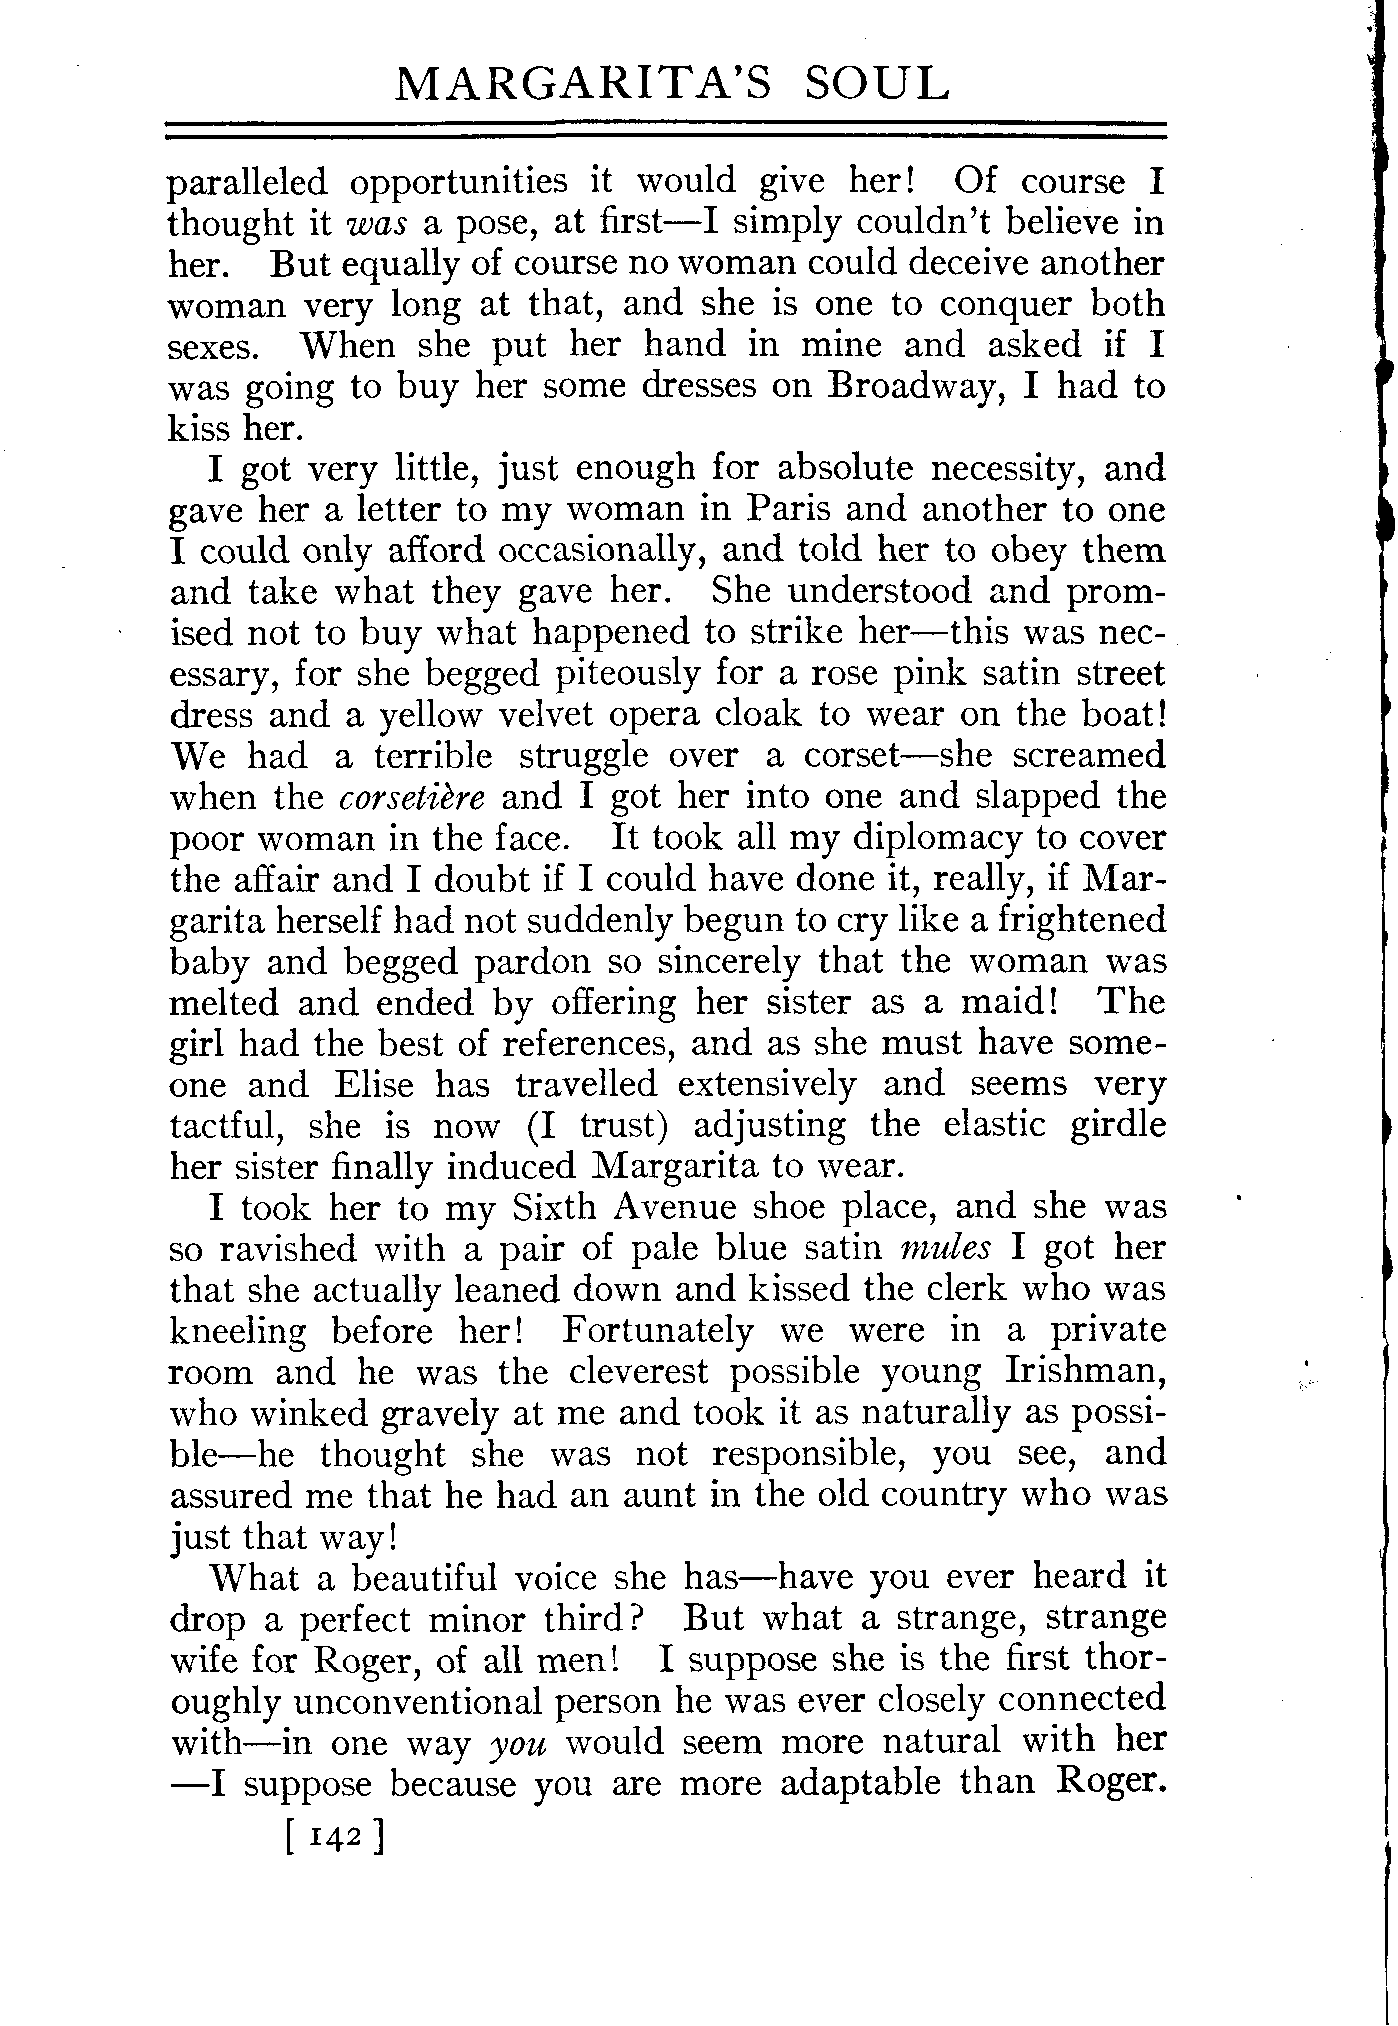 MARGARITA'S SOUL
paralleled opportunities it would give her! Of course I
thought it was a pose, at first—I simply couldn't believe in
her. But equally of course no woman could deceive another
woman very long at that, and she is one to conquer both
sexes. When she put her hand in mine and asked if I
was going to buy her some dresses on Broadway, I had to
kiss her.
I got very little, just enough for absolute necessity, and
gave her a letter to my woman in Paris and another to one
I could only afford occasionally, and told her to obey them
and take what they gave her. She understood and prom-
ised not to buy what happened to strike her—this was nec-
essary, for she begged piteously for a rose pink satin street
dress and a yellow velvet opera cloak to wear on the boat!
We had a terrible struggle over a corset—she screamed
when the corsetière and I got her into one and slapped the
poor woman in the face. It took all my diplomacy to cover
the affair and I doubt if I could have done it, really, if Mar-
garita herself had not suddenly begun to cry like a frightened
baby and begged pardon so sincerely that the woman was
melted and ended by offering her sister as a maid! The
girl had the best of references, and as she must have some-
one and Elise has travelled extensively and seems very
tactful, she is now (I trust) adjusting the elastic girdle
her sister finally induced Margarita to wear.
I took her to my Sixth Avenue shoe place, and she was
so ravished with a pair of pale blue satin mules I got her
that she actually leaned down and kissed the clerk who was
kneeling before her! Fortunately we were in a private
room and he was the cleverest possible young Irishman,
who winked gravely at me and took it as naturally as possi-
ble—he thought she was not responsible, you see, and
assured me that he had an aunt in the old country who was
just that way!
What a beautiful voice she has—have you ever heard it
drop a perfect minor third? But what a strange, strange
wife for Roger, of all men! I suppose she is the first thor-
oughly unconventional person he was ever closely connected
with—in one way you would seem more natural with her
—I suppose because you are more adaptable than Roger.
[ 142 ]